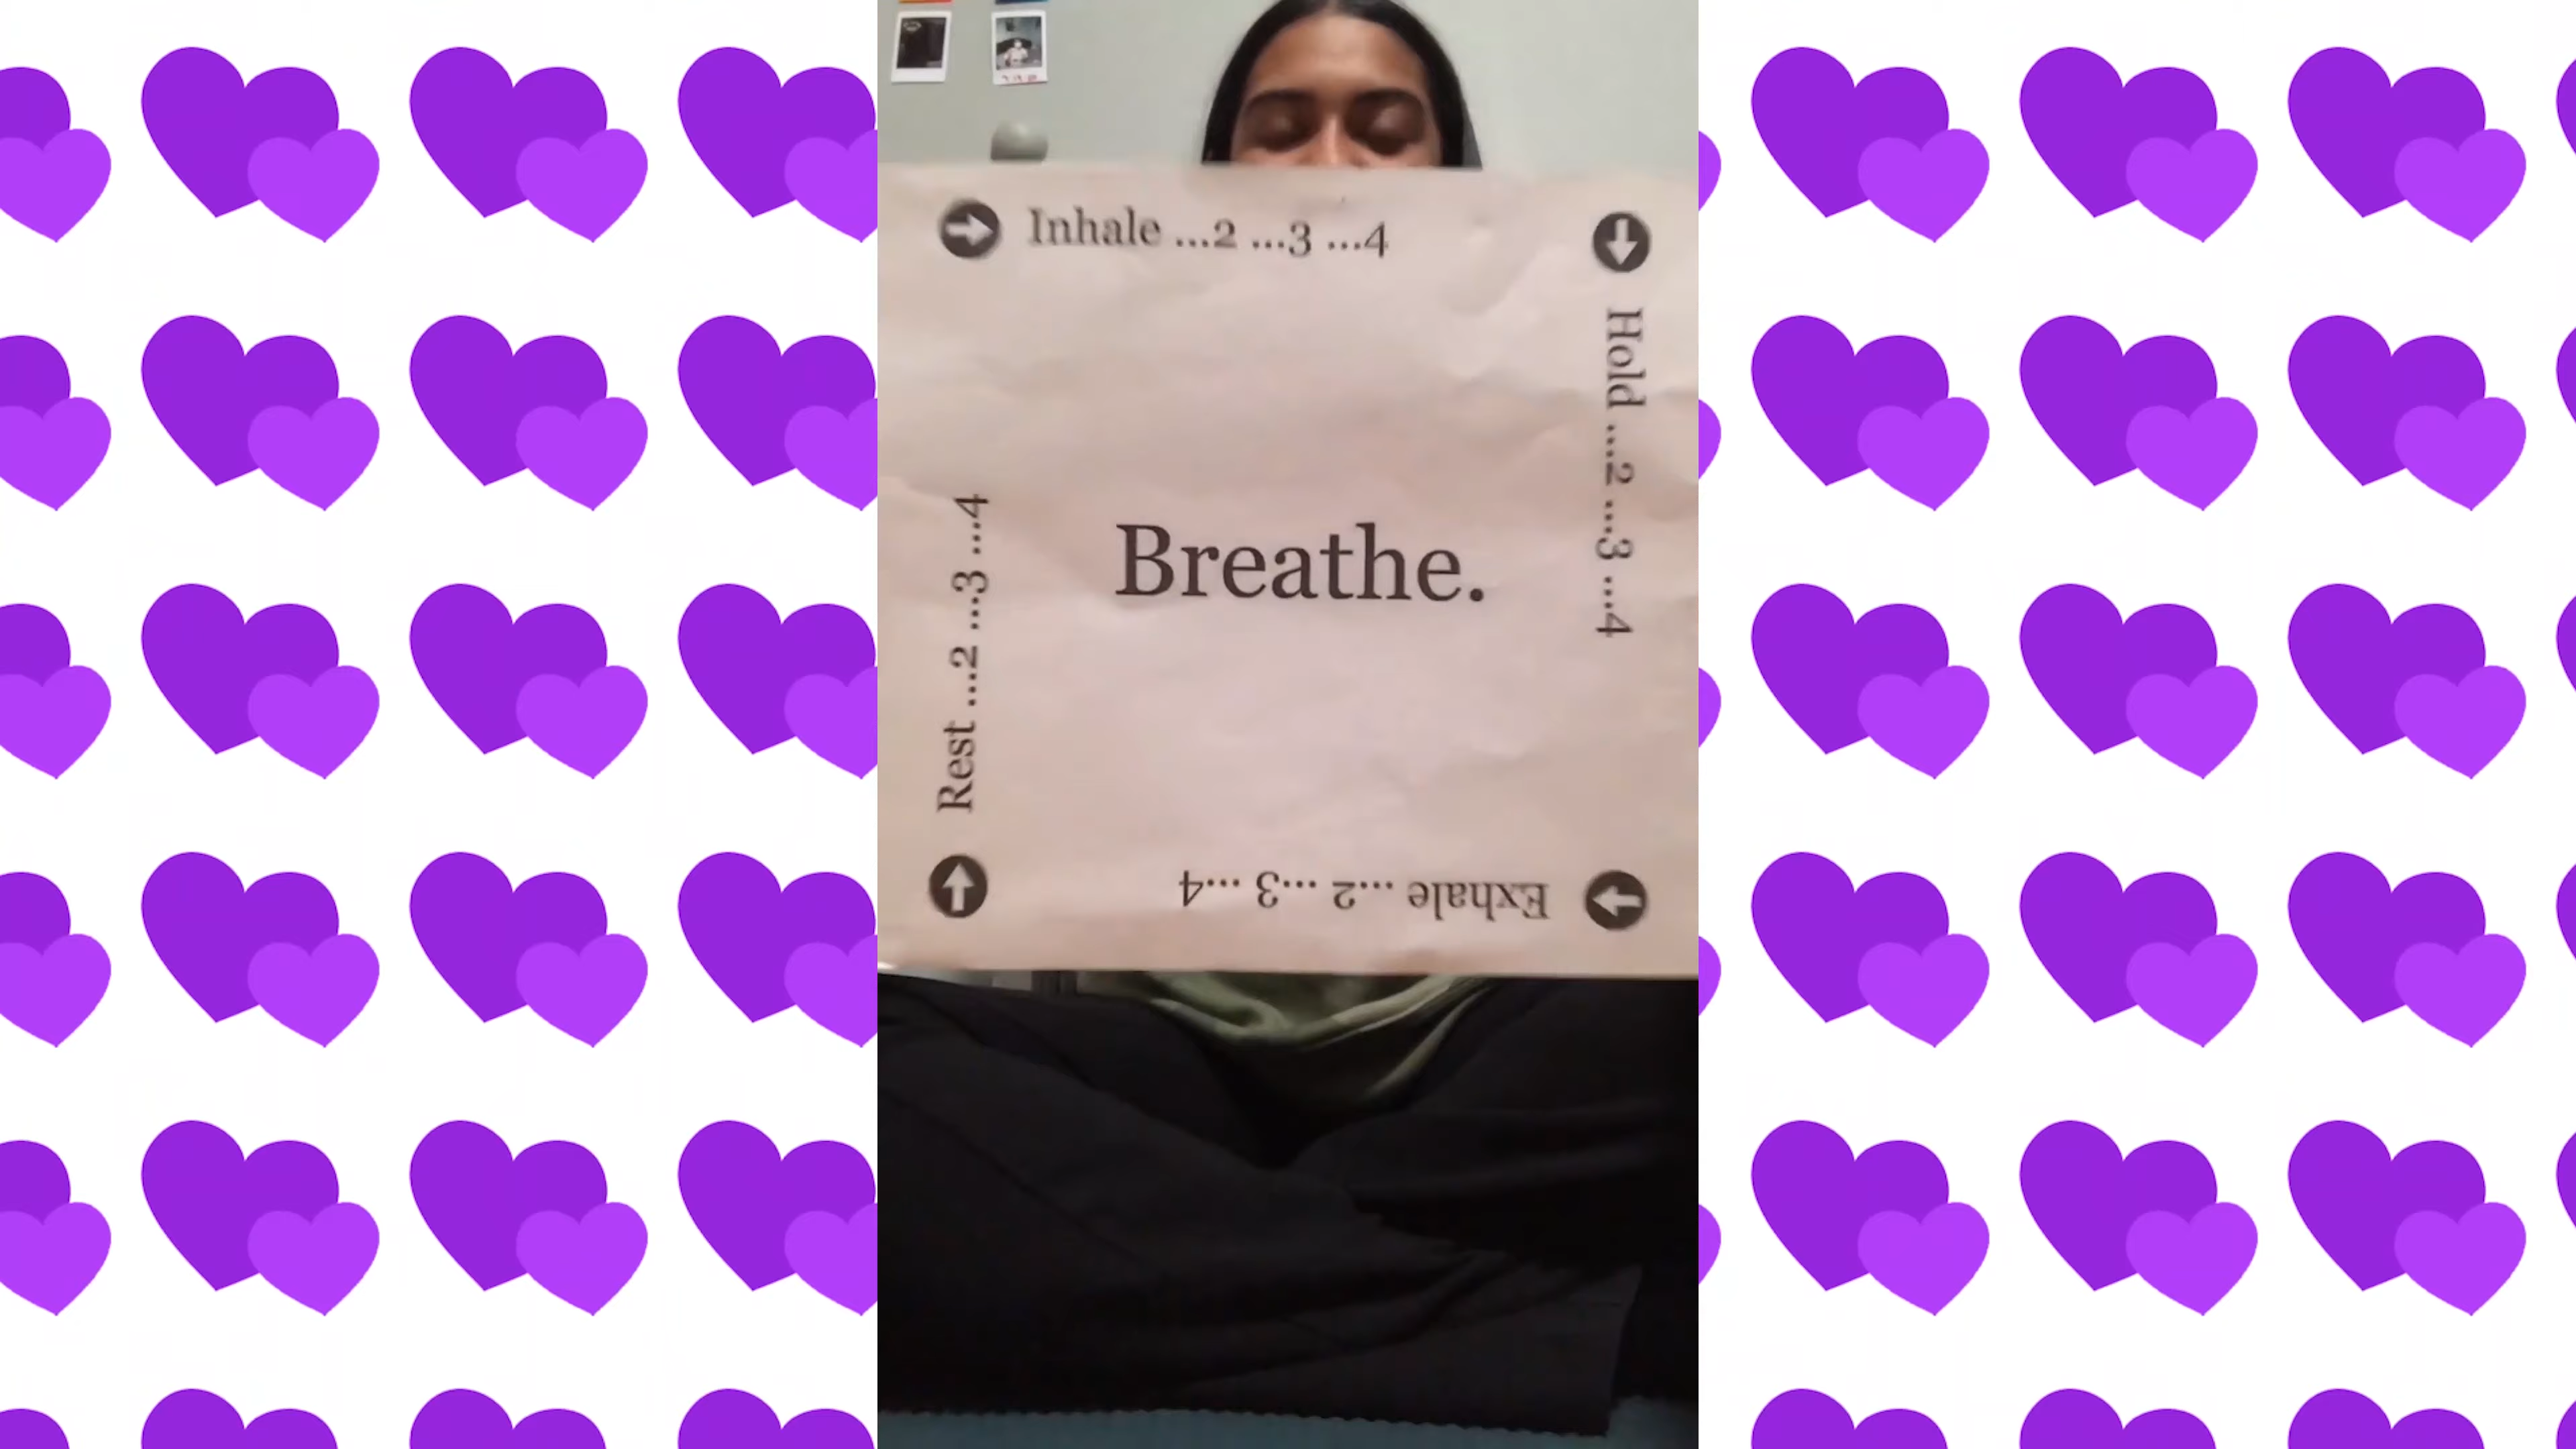 Inhale ...2 ...3 ...4
Hold ...2 ...3 ...4
Breathe.
Exhale ...2 ...3 ...4
Rest ...2 ...3 ...4